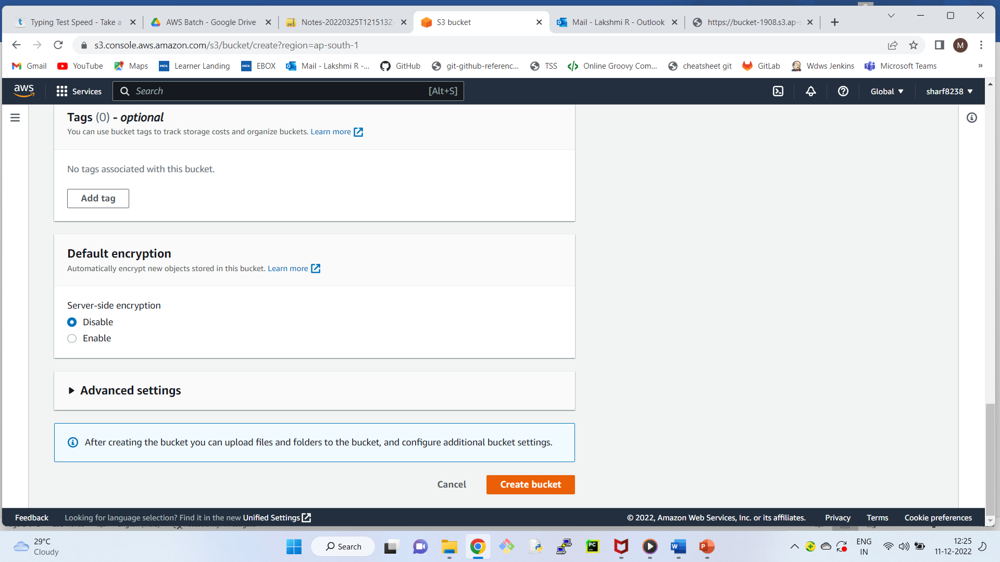 Typing Test Speed - Take a
AWS Batch - Google Drive
Notes-20220325T121513Z-
S3 bucket
Mail - Lakshmi R - Outlook
https://bucket-1908.s3.ap-s
s3.console.aws.amazon.com/s3/bucket/create?region=ap-south-1
M
Gmail
YouTube
Maps
Learner Landing
EBOX
Mail - Lakshmi R -...
GitHub
git-github-referenc...
TSS
Online Groovy Com...
cheatsheet git
GitLab
Wdws Jenkins
Microsoft Teams
»
aws
Services
Search
[Alt+S]
Global
sharf8238
Tags (0) - optional
You can use bucket tags to track storage costs and organize buckets. Learn more
No tags associated with this bucket.
Add tag
Default encryption
Automatically encrypt new objects stored in this bucket. Learn more
Server-side encryption
Disable
Enable
Advanced settings
After creating the bucket you can upload files and folders to the bucket, and configure additional bucket settings.
Cancel
Create bucket
Feedback
Looking for language selection? Find it in the new Unified Settings
© 2022, Amazon Web Services, Inc. or its affiliates.
Privacy
Terms
Cookie preferences
29°C
Cloudy
Search
ENG
IN
12:25
11-12-2022